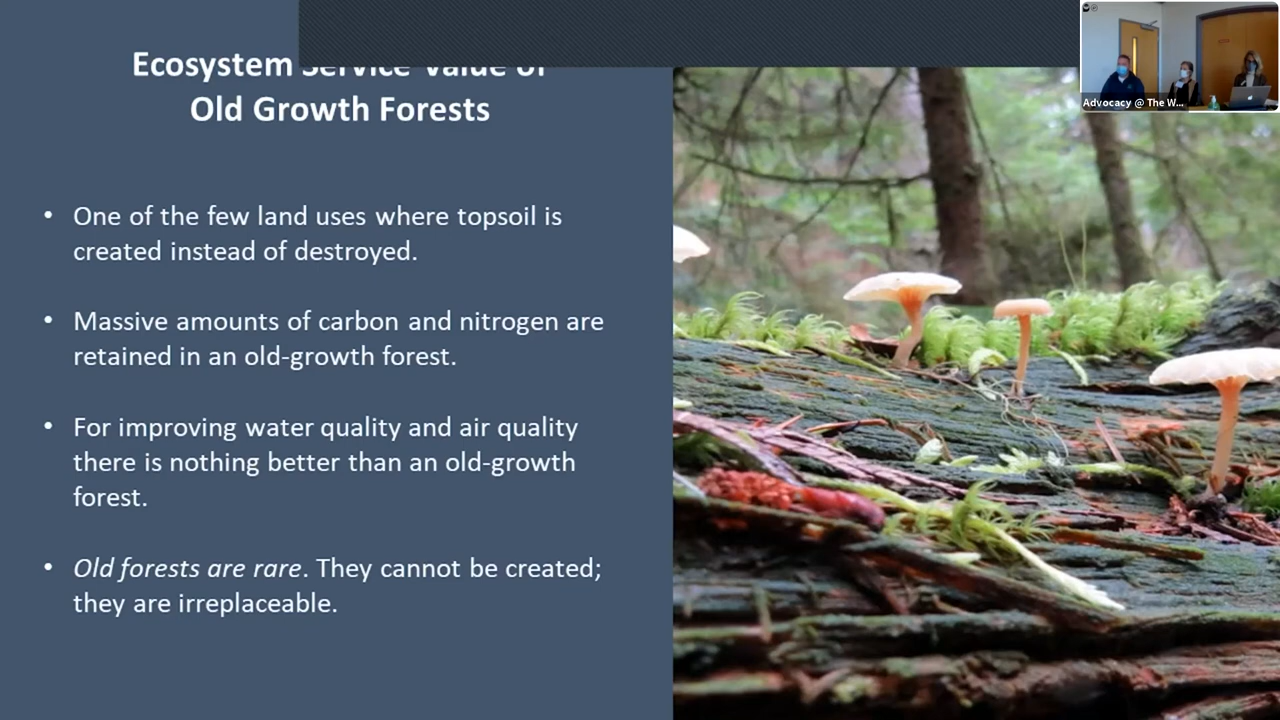 Ecosystem Service Value of
Old Growth Forests
• One of the few land uses where topsoil is
created instead of destroyed.
• Massive amounts of carbon and nitrogen are
retained in an old-growth forest.
• For improving water quality and air quality
there is nothing better than an old-growth
forest.
• Old forests are rare. They cannot be created;
they are irreplaceable.
Advocacy @ The W...